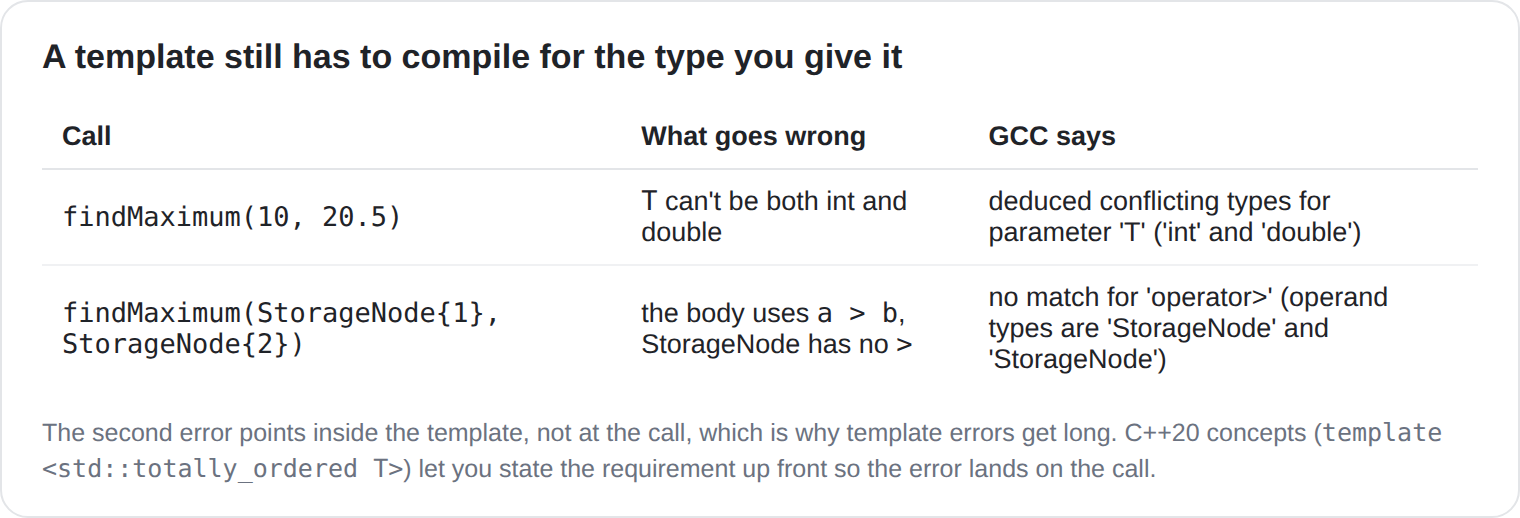 A template still has to compile for the type you give it
Call What goes wrong GCC says
findMaximum(10, 20.5)
T can't be both int and
double
deduced conflicting types for
parameter 'T' ('int' and 'double')
findMaximum(StorageNode{1},
StorageNode{2})
the body uses a > b,
StorageNode has no >
no match for 'operator>' (operand
types are 'StorageNode' and
'StorageNode')
The second error points inside the template, not at the call, which is why template errors get long. C++20 concepts (template
<std::totally_ordered T>) let you state the requirement up front so the error lands on the call.